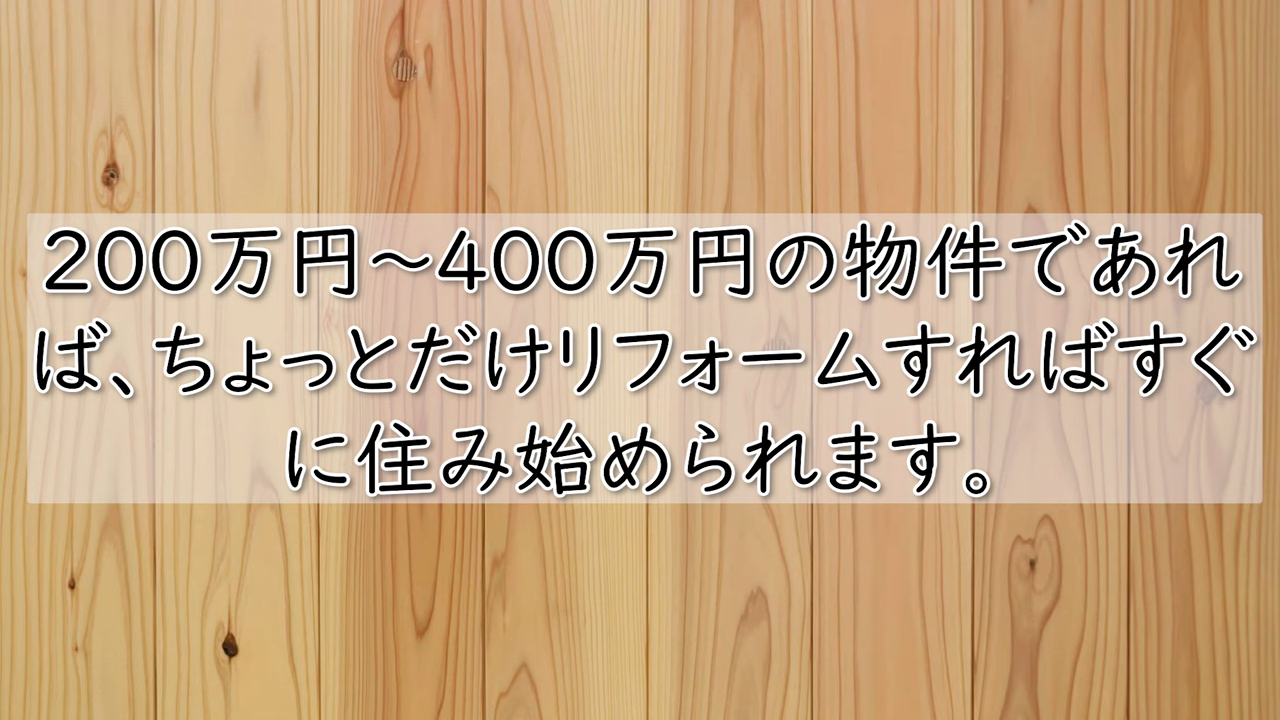 200万円～400万円の物件であれ
ば、ちょっとだけリフォームすればすぐ
に住み始められます。